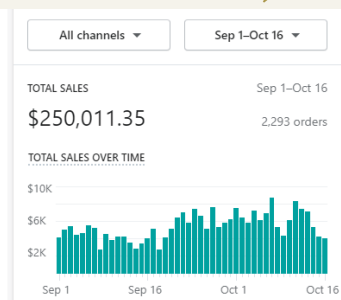 All channels
Sep 1–Oct 16
TOTAL SALES
Sep 1–Oct 16
$250,011.35
2,293 orders
TOTAL SALES OVER TIME
$10K
$6K
$2K
Sep 1
Sep 16
Oct 1
Oct 16